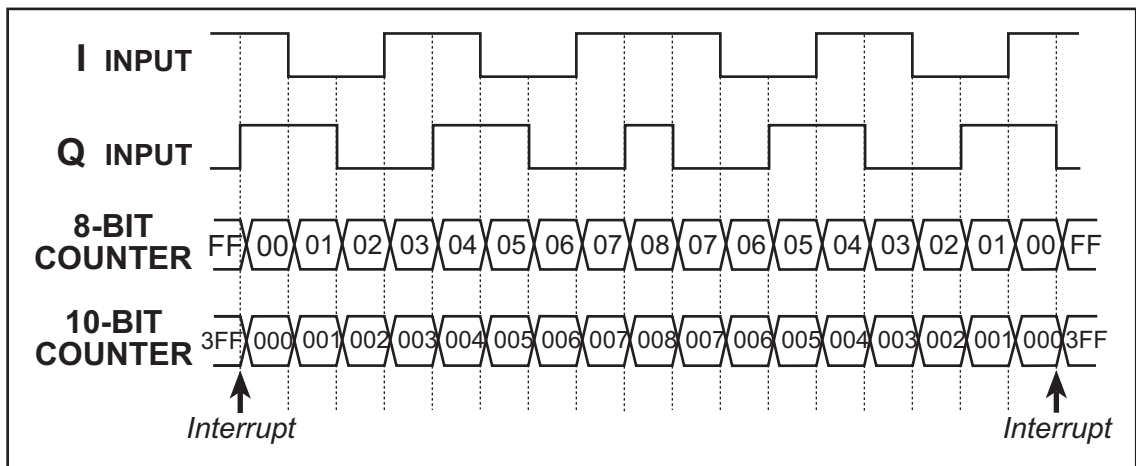 I INPUT
Q INPUT
8-BIT
COUNTER
FF 00 01 02 03 04 05 06 07 08 07 06 05 04 03 02 01 00 FF
10-BIT
COUNTER
3FF 000 001 002 003 004 005 006 007 008 007 006 005 004 003 002 001 000 3FF
Interrupt Interrupt